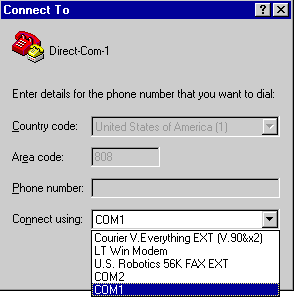 Connect To
Direct-Com-1
Enter details for the phone number that you want to dial:
Country code: United States of America (1)
Area code: 808
Phone number:
Connect using: COM1
Courier V.Everything EXT (V.90&x2)
LT Win Modem
U.S. Robotics 56K FAX EXT
COM2
COM1